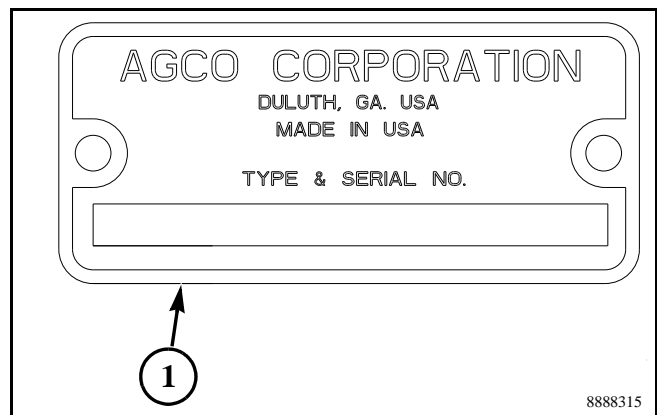 AGCO CORPORATION
DULUTH, GA. USA
MADE IN USA
TYPE & SERIAL NO.
1
8888315